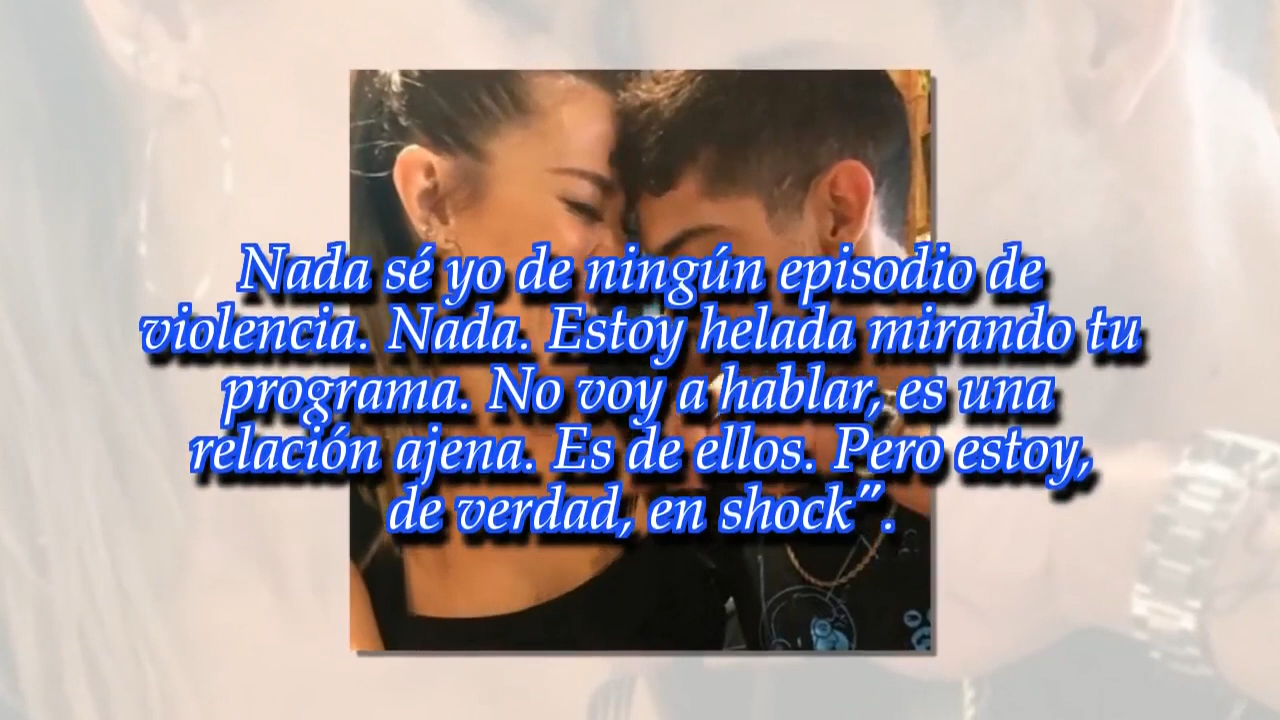 Nada sé yo de ningún episodio de
violencia. Nada. Estoy helada mirando tu
programa. No voy a hablar, es una
relación ajena. Es de ellos. Pero estoy,
de verdad, en shock”.